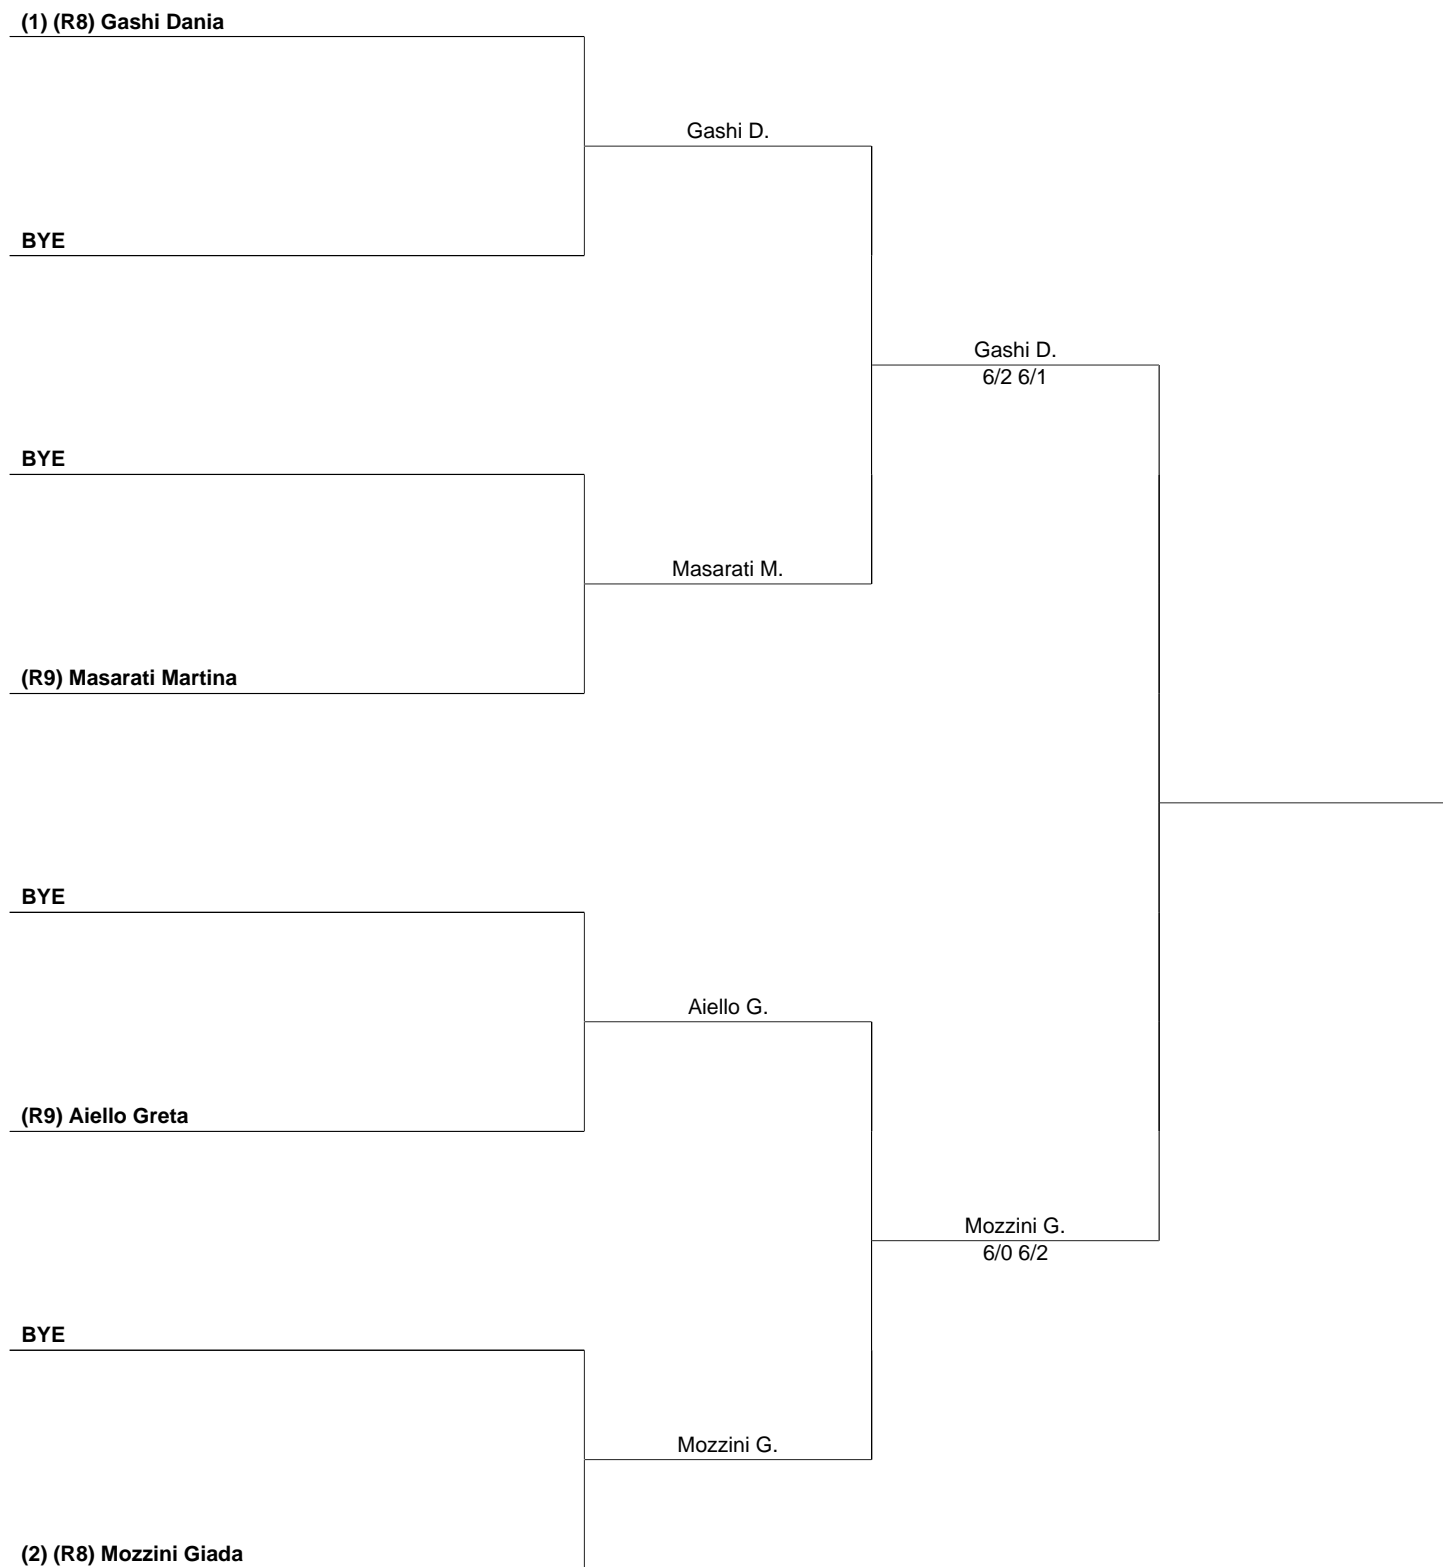 (1) (R8) Gashi Dania
Gashi D.
BYE
Gashi D.
6/2 6/1
BYE
Masarati M.
(R9) Masarati Martina
BYE
Aiello G.
(R9) Aiello Greta
Mozzini G.
6/0 6/2
BYE
Mozzini G.
(2) (R8) Mozzini Giada